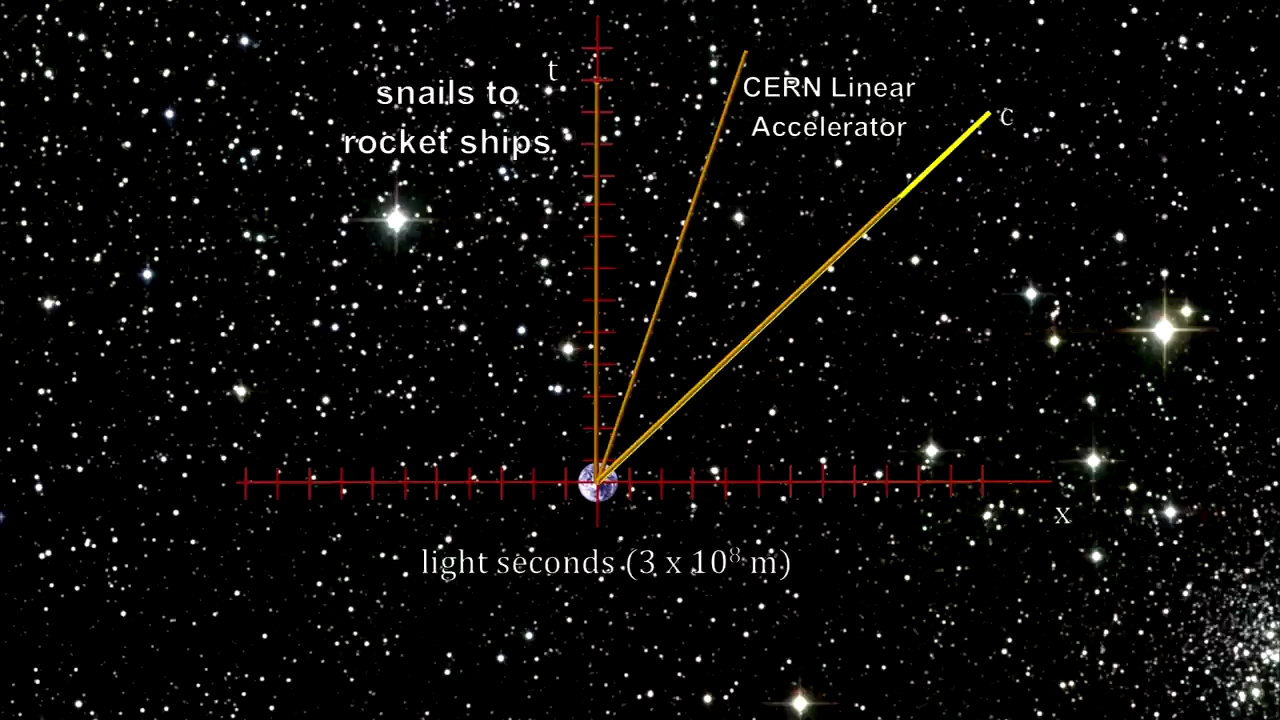 t
snails to
rocket ships
CERN Linear
Accelerator
c
x
light seconds (3 x 10⁸ m)